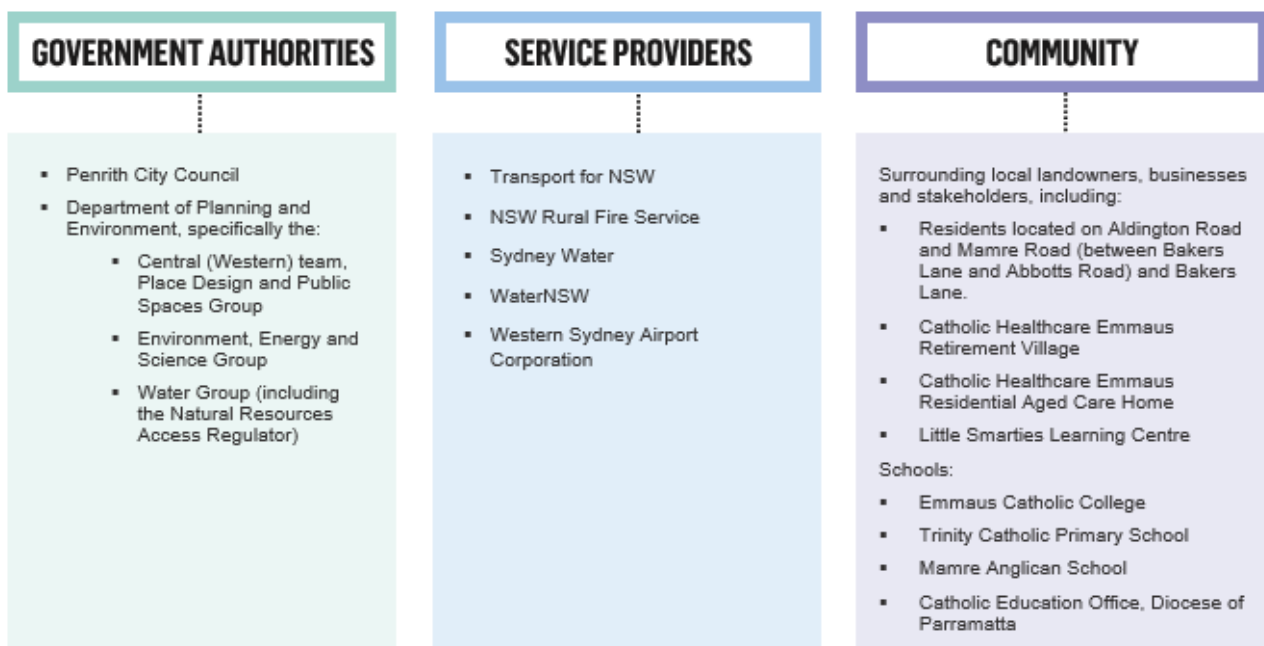 GOVERNMENT AUTHORITIES
▪ Penrith City Council
▪ Department of Planning and
Environment, specifically the:
▪ Central (Western) team,
Place Design and Public
Spaces Group
▪ Environment, Energy and
Science Group
▪ Water Group (including
the Natural Resources
Access Regulator)
SERVICE PROVIDERS
▪ Transport for NSW
▪ NSW Rural Fire Service
▪ Sydney Water
▪ WaterNSW
▪ Western Sydney Airport
Corporation
COMMUNITY
Surrounding local landowners, businesses
and stakeholders, including:
▪ Residents located on Aldington Road
and Mamre Road (between Bakers
Lane and Abbotts Road) and Bakers
Lane.
▪ Catholic Healthcare Emmaus
Retirement Village
▪ Catholic Healthcare Emmaus
Residential Aged Care Home
▪ Little Smarties Learning Centre
Schools:
▪ Emmaus Catholic College
▪ Trinity Catholic Primary School
▪ Mamre Anglican School
▪ Catholic Education Office, Diocese of
Parramatta